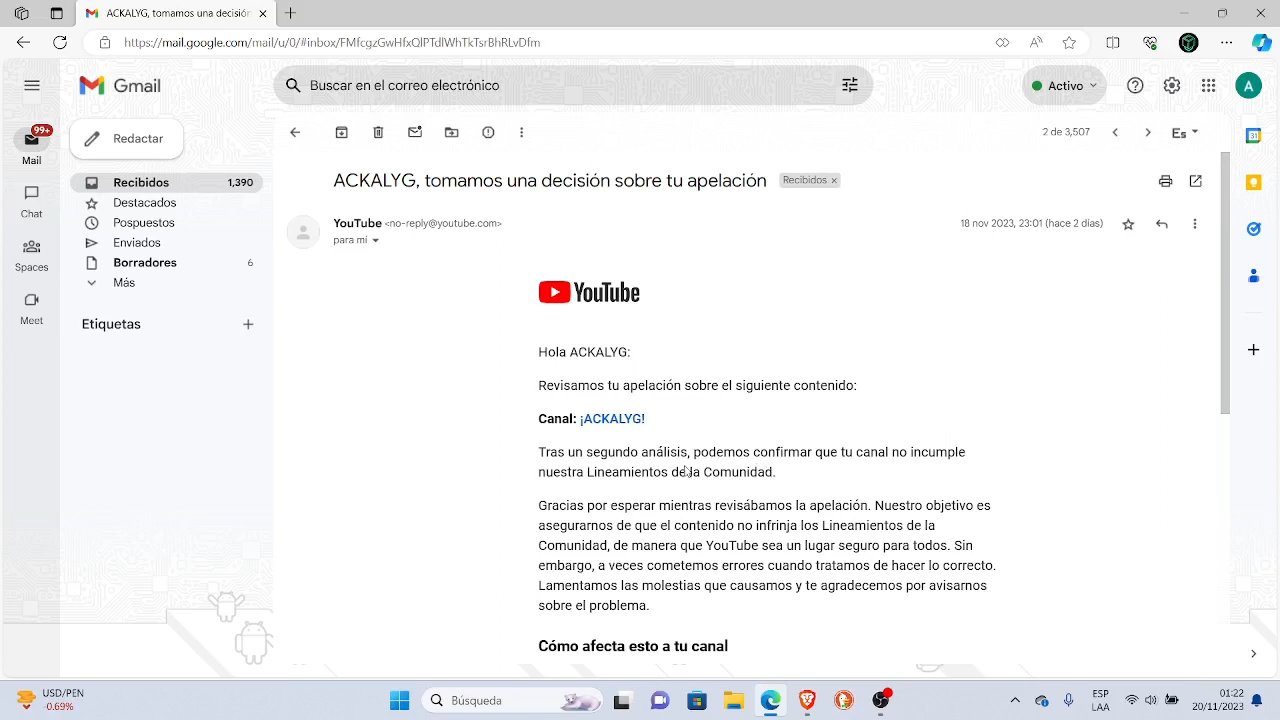 ACKALYG, tomamos una decisión
https://mail.google.com/mail/u/0/#inbox/FMfcgzGwHfxQlPTdlWhTkTsrBhRLvDfm
Gmail
Buscar en el correo electrónico
Activo
A
99+
Mail
Chat
Spaces
Meet
Redactar
Recibidos 1,390
Destacados
Pospuestos
Enviados
Borradores 6
Más
Etiquetas
2 de 3,507
Es
31
ACKALYG, tomamos una decisión sobre tu apelación Recibidos ×
YouTube <no-reply@youtube.com>
18 nov 2023, 23:01 (hace 2 días)
para mí
YouTube
Hola ACKALYG:
Revisamos tu apelación sobre el siguiente contenido:
Canal: ¡ACKALYG!
Tras un segundo análisis, podemos confirmar que tu canal no incumple
nuestra Lineamientos de la Comunidad.
Gracias por esperar mientras revisábamos la apelación. Nuestro objetivo es
asegurarnos de que el contenido no infrinja los Lineamientos de la
Comunidad, de manera que YouTube sea un lugar seguro para todos. Sin
embargo, a veces cometemos errores cuando tratamos de hacer lo correcto.
Lamentamos las molestias que causamos y te agradecemos por avisarnos
sobre el problema.
Cómo afecta esto a tu canal
USD/PEN
-0.69%
Búsqueda
ESP
LAA
01:22
20/11/2023